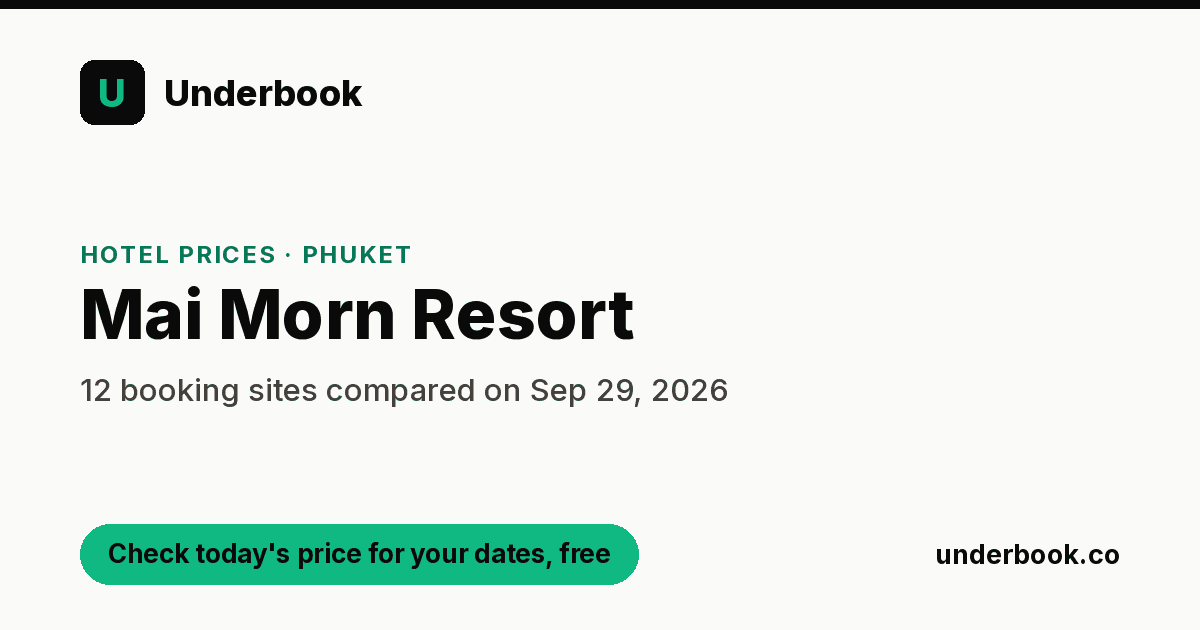 U Underbook
HOTEL PRICES · PHUKET
Mai Morn Resort
12 booking sites compared on Sep 29, 2026
Check today's price for your dates, free
underbook.co